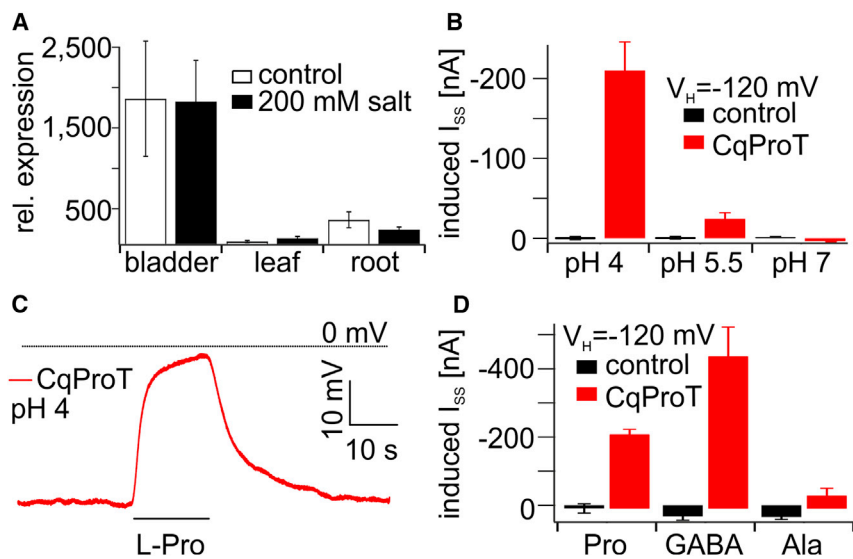 A
rel. expression
2,500
1,500
500
control
200 mM salt
bladder leaf root
B
induced I_SS [nA]
-200
-100
0
V_H=-120 mV
control
CqProT
pH 4 pH 5.5 pH 7
C
0 mV
CqProT
pH 4
10 mV
10 s
L-Pro
D
induced I_SS [nA]
-400
-200
0
V_H=-120 mV
control
CqProT
Pro GABA Ala